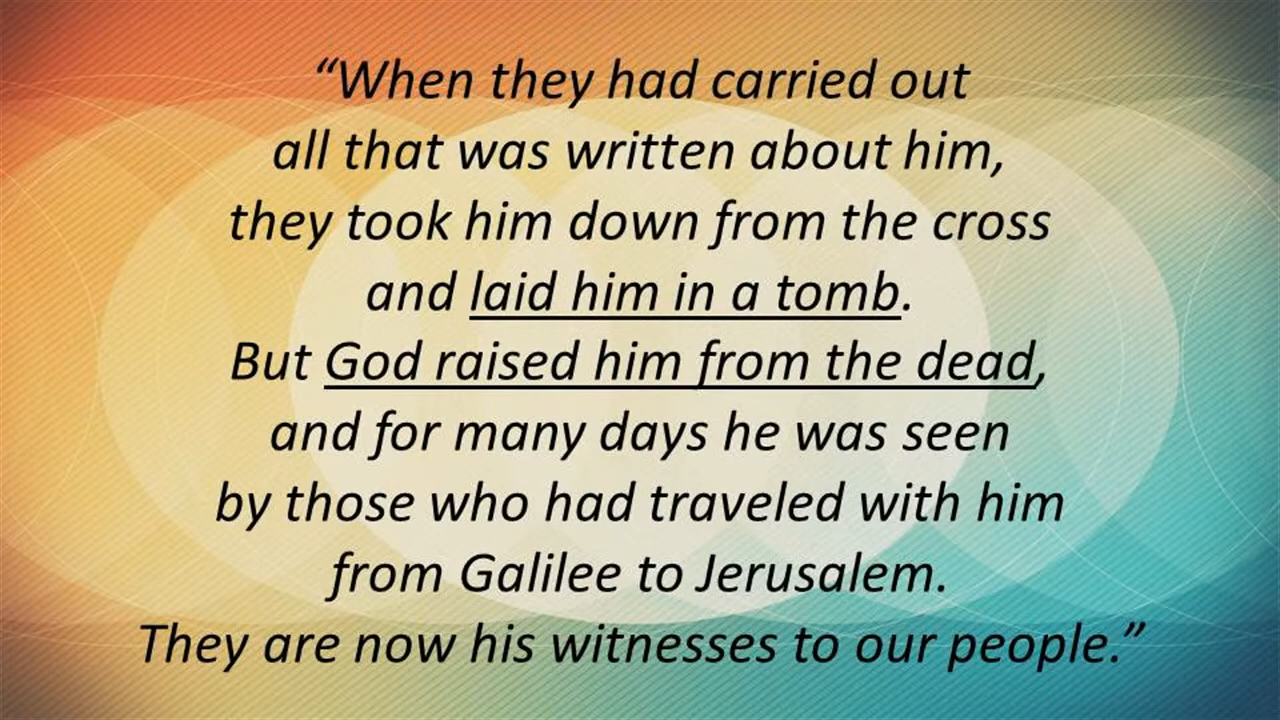 “When they had carried out
all that was written about him,
they took him down from the cross
and laid him in a tomb.
But God raised him from the dead,
and for many days he was seen
by those who had traveled with him
from Galilee to Jerusalem.
They are now his witnesses to our people.”